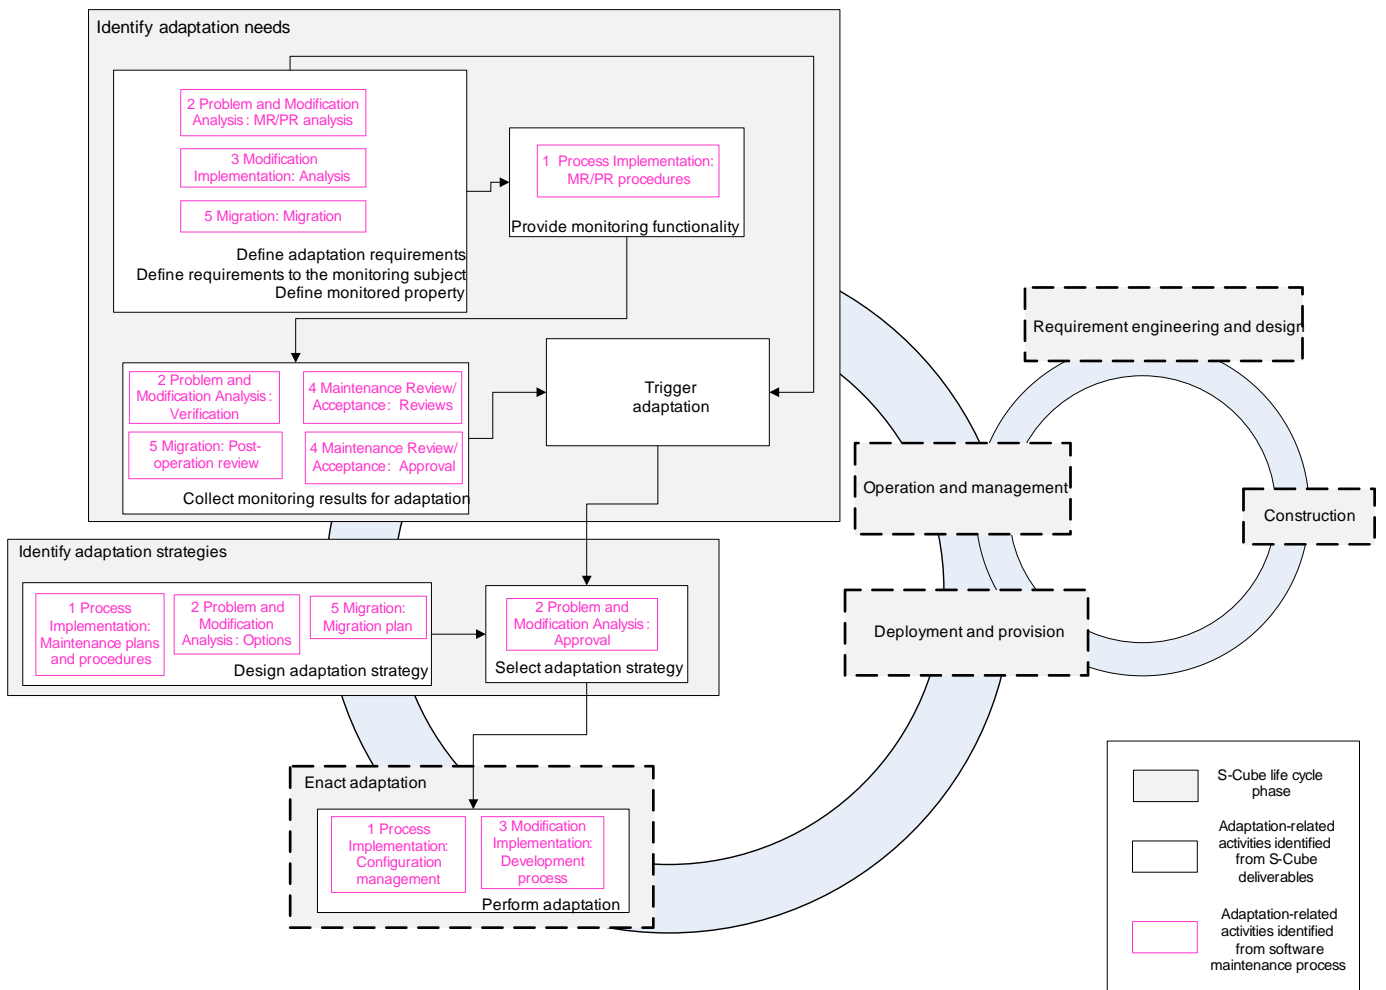 Identify adaptation needs
2 Problem and Modification
Analysis: MR/PR analysis
3 Modification
Implementation: Analysis
5 Migration: Migration
Define adaptation requirements
Define requirements to the monitoring subject
Define monitored property
1 Process Implementation:
MR/PR procedures
Provide monitoring functionality
2 Problem and
Modification Analysis:
Verification
4 Maintenance Review/
Acceptance: Reviews
5 Migration: Post-
operation review
4 Maintenance Review/
Acceptance: Approval
Collect monitoring results for adaptation
Trigger
adaptation
Identify adaptation strategies
1 Process
Implementation:
Maintenance plans
and procedures
2 Problem and
Modification
Analysis: Options
5 Migration:
Migration plan
Design adaptation strategy
2 Problem and
Modification Analysis:
Approval
Select adaptation strategy
Enact adaptation
1 Process
Implementation:
Configuration
management
3 Modification
Implementation:
Development
process
Perform adaptation
Requirement engineering and design
Operation and management
Construction
Deployment and provision
S-Cube life cycle
phase
Adaptation-related
activities identified
from S-Cube
deliverables
Adaptation-related
activities identified
from software
maintenance process